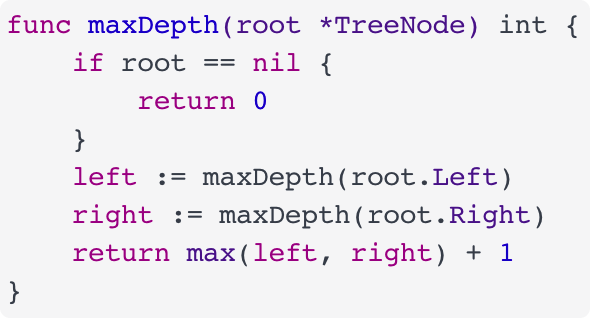 func maxDepth(root *TreeNode) int {
    if root == nil {
        return 0
    }
    left := maxDepth(root.Left)
    right := maxDepth(root.Right)
    return max(left, right) + 1
}